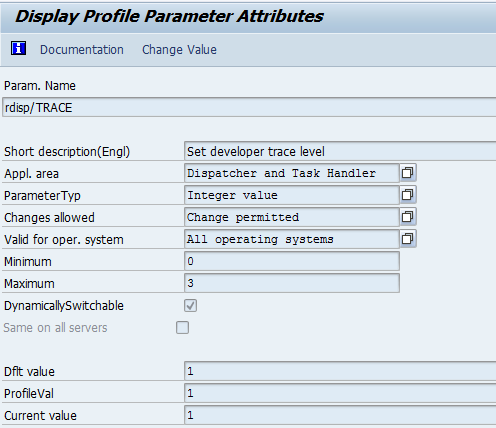 Display Profile Parameter Attributes
Documentation Change Value
Param. Name
rdisp/TRACE
Short description(Engl) Set developer trace level
Appl. area Dispatcher and Task Handler
ParameterTyp Integer value
Changes allowed Change permitted
Valid for oper. system All operating systems
Minimum 0
Maximum 3
DynamicallySwitchable
Same on all servers
Dflt value 1
ProfileVal 1
Current value 1